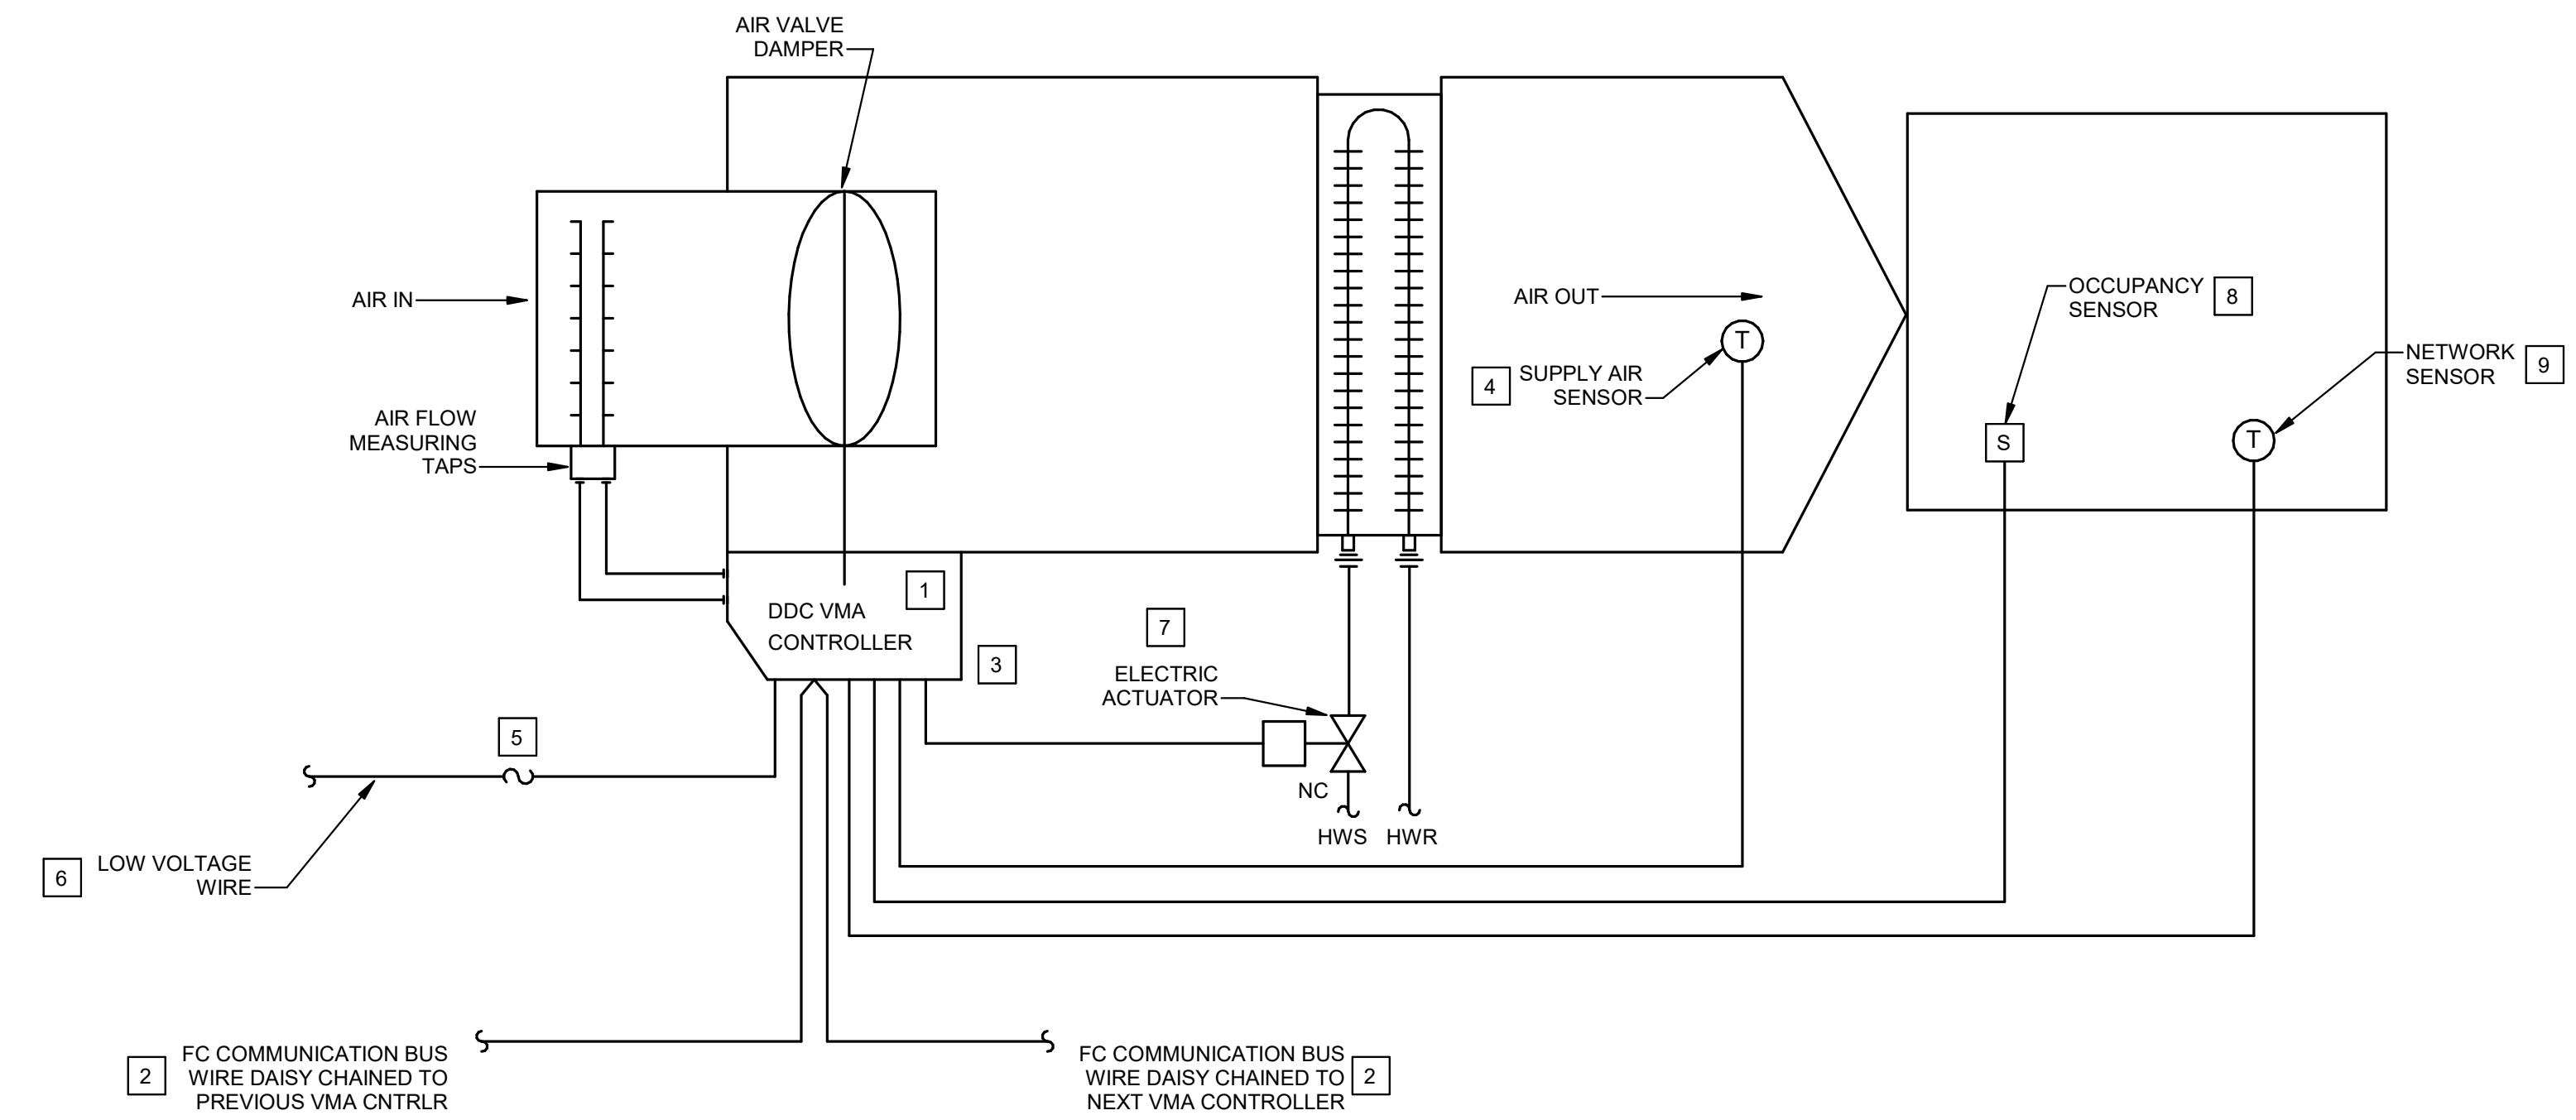 AIR VALVE
DAMPER
AIR IN
AIR OUT
OCCUPANCY
SENSOR
8
T
4
SUPPLY AIR
SENSOR
NETWORK
SENSOR
9
AIR FLOW
MEASURING
TAPS
S
T
1
DDC VMA
CONTROLLER
3
7
ELECTRIC
ACTUATOR
5
NC
HWS
HWR
6
LOW VOLTAGE
WIRE
2
FC COMMUNICATION BUS
WIRE DAISY CHAINED TO
PREVIOUS VMA CNTRLR
FC COMMUNICATION BUS
WIRE DAISY CHAINED TO
NEXT VMA CONTROLLER
2